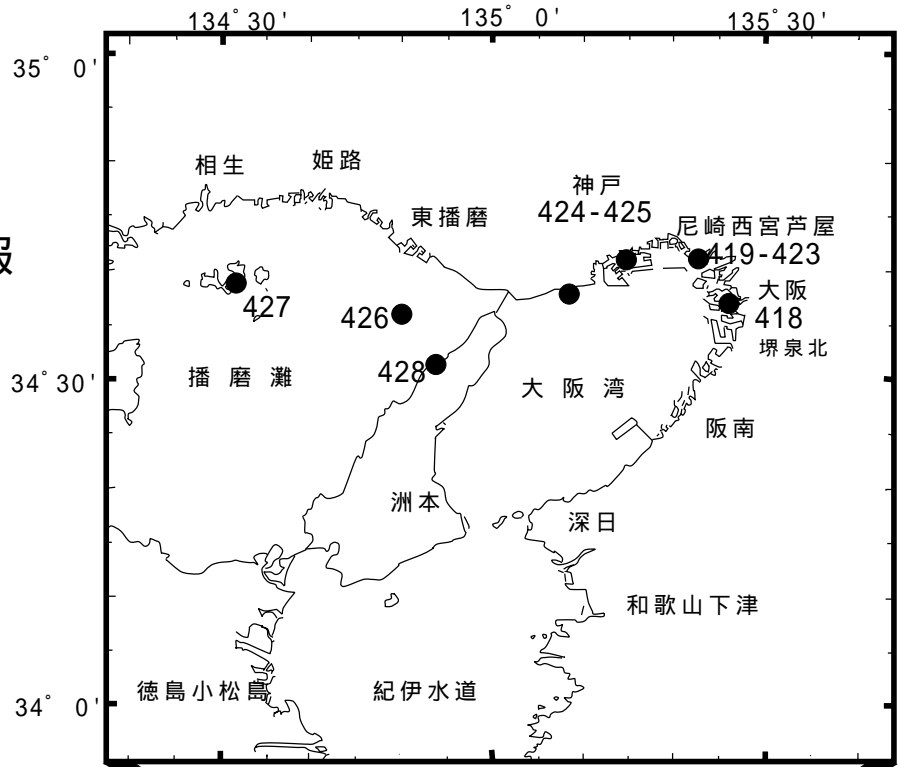 134° 30'
135° 0'
135° 30'
35° 0'
相生
姫路
神戸
424-425
東播磨
尼崎西宮芦屋
419-423
報
427
426
大阪
418
堺泉北
428
34° 30'
播磨灘
大阪湾
阪南
洲本
深日
和歌山下津
徳島小松島
紀伊水道
34° 0'